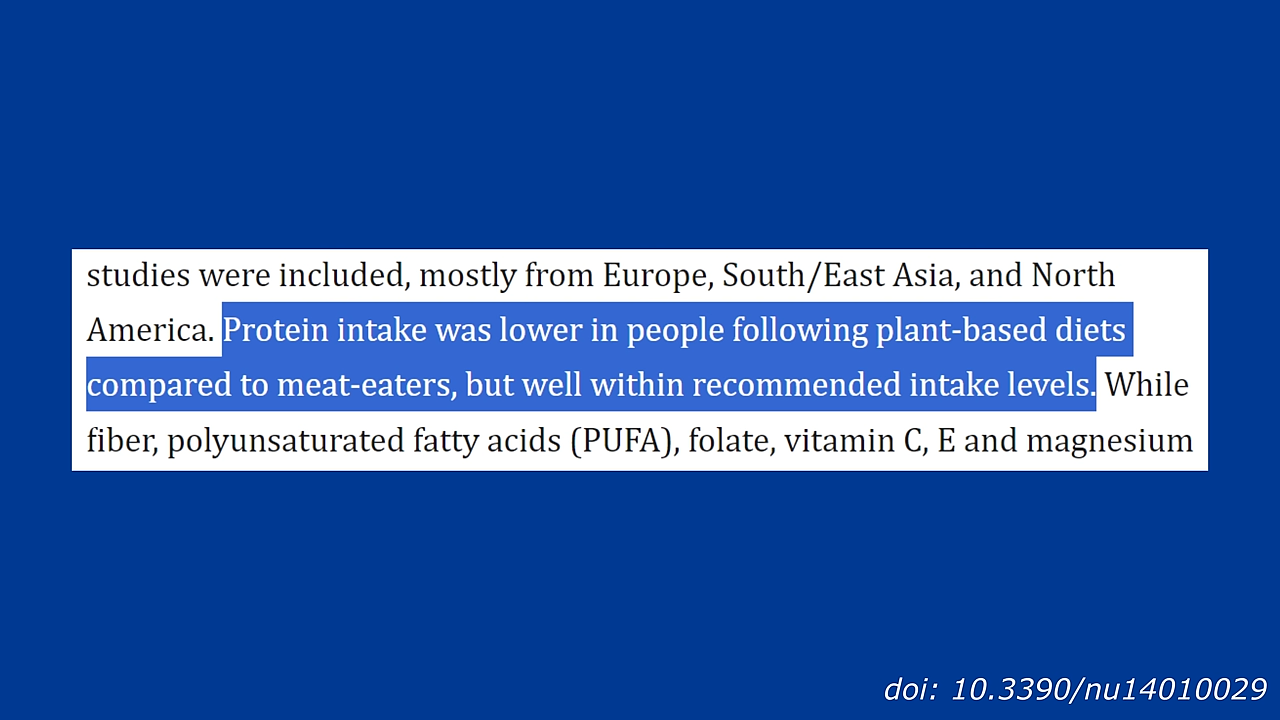 studies were included, mostly from Europe, South/East Asia, and North
America. Protein intake was lower in people following plant-based diets
compared to meat-eaters, but well within recommended intake levels. While
fiber, polyunsaturated fatty acids (PUFA), folate, vitamin C, E and magnesium
doi: 10.3390/nu14010029